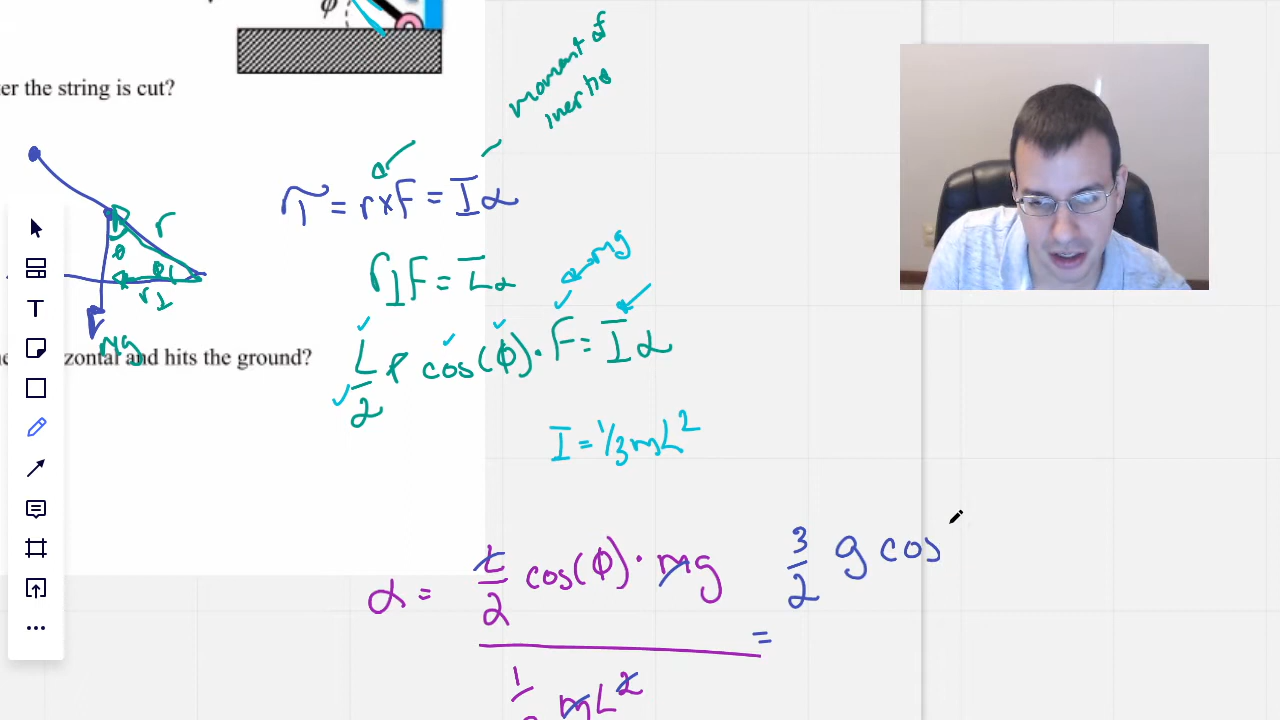 φ
er the string is cut?
moment of
inertia
τ = r×F = Iα
r
θ
φ
r⊥
mg
r⊥F = Iα
mg
L/2 cos(φ)·F = Iα
zontal and hits the ground?
I = 1/3 mL²
α = L/2 cos(φ)·mg
= 3/2 g cos
1
mL²
T